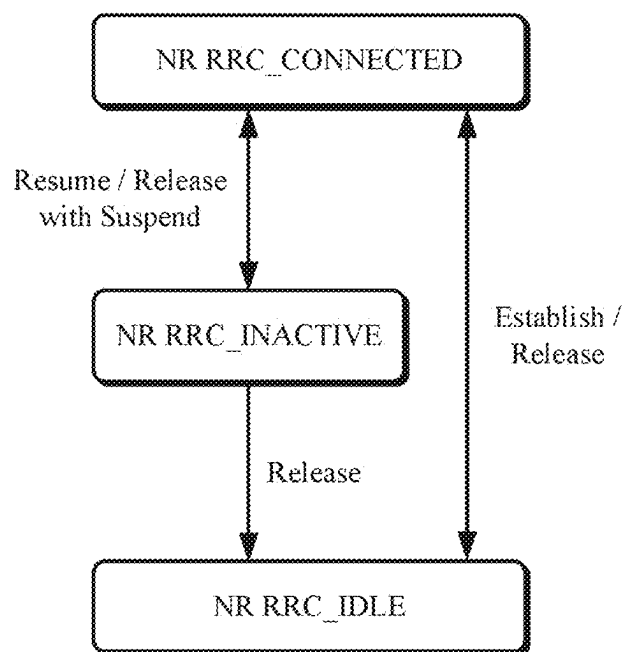 NR RRC_CONNECTED
Resume / Release
with Suspend
NR RRC_INACTIVE
Establish /
Release
Release
NR RRC_IDLE